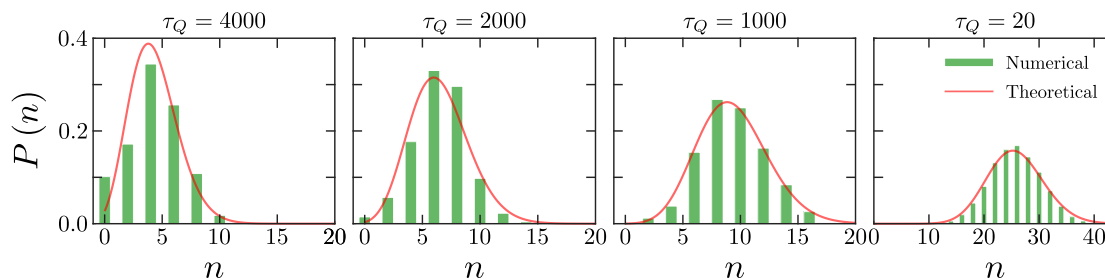 τ_Q = 4000 τ_Q = 2000 τ_Q = 1000 τ_Q = 20
0.4
0.2
0.0
P (n)
Numerical
Theoretical
0 5 10 15 20 0 5 10 15 20 0 5 10 15 20 0 10 20 30 40
n n n n